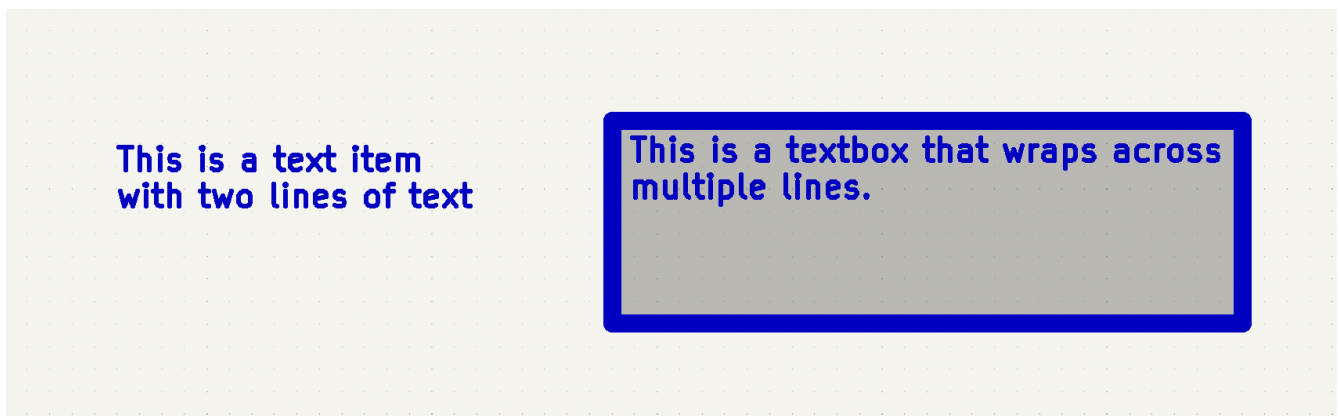 This is a text item
with two lines of text
This is a textbox that wraps across
multiple lines.